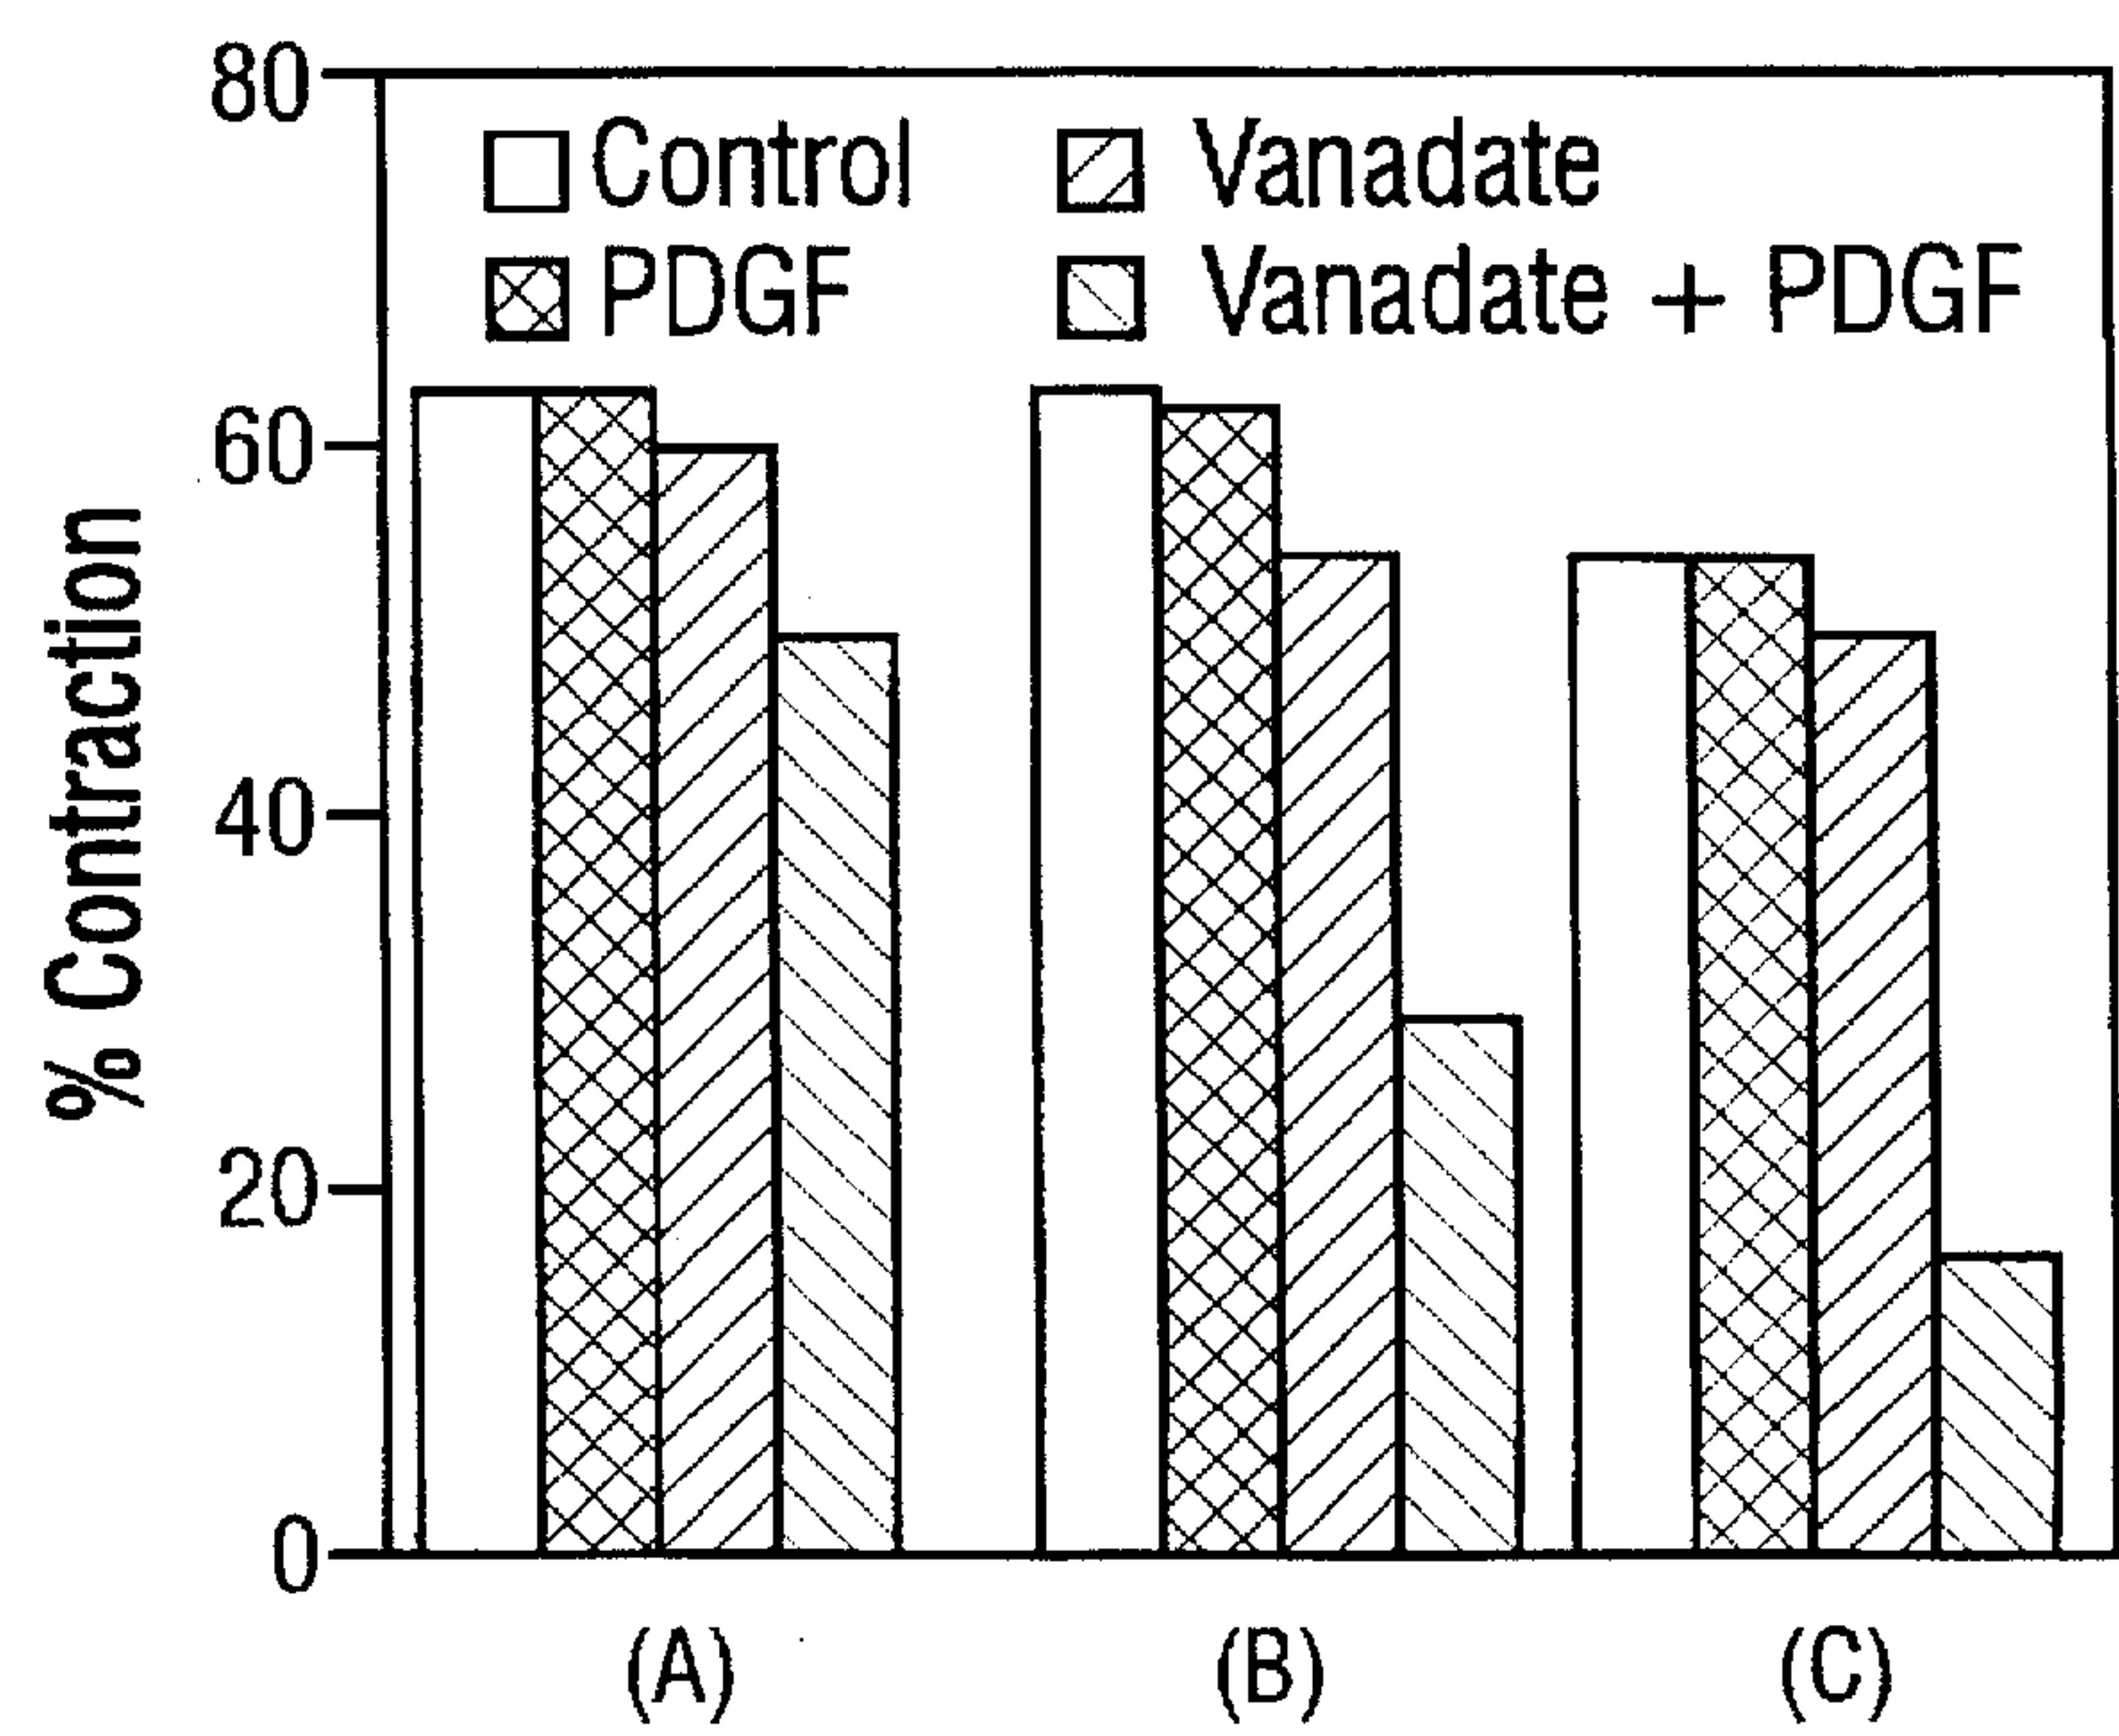 80
Control
Vanadate
PDGF
Vanadate + PDGF
60
40
20
0
% Contraction
(A)
(B)
(C)